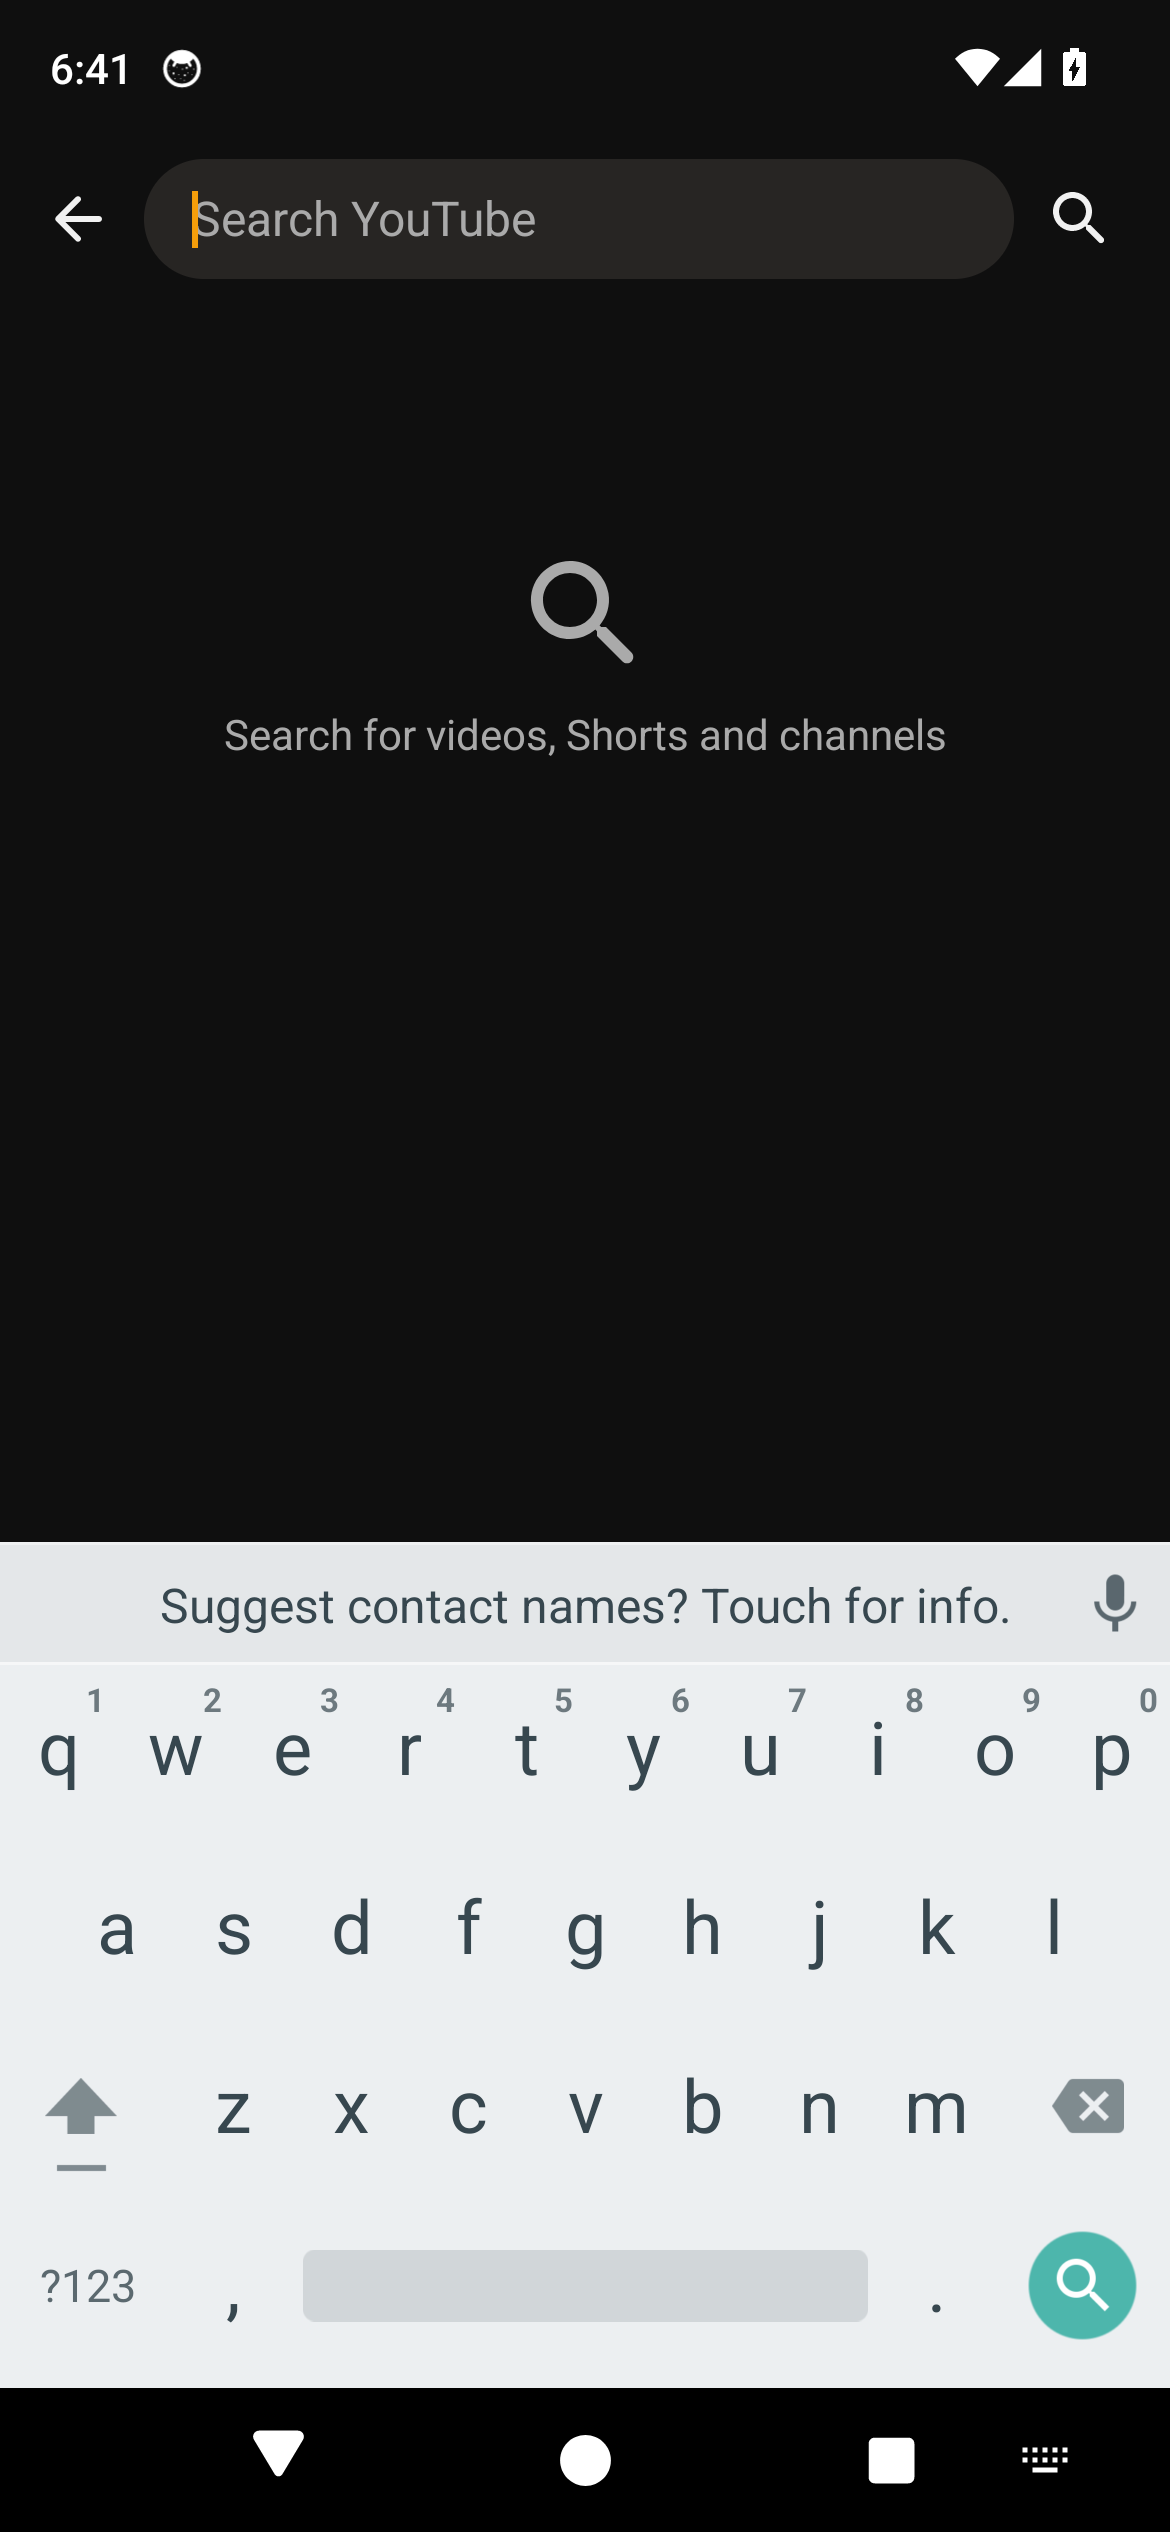 6:41
Search YouTube
Search for videos, Shorts and channels
Suggest contact names? Touch for info.
1 2 3 4 5 6 7 8 9 0
q w e r t y u i o p
a s d f g h j k l
z x c v b n m
?123 , .